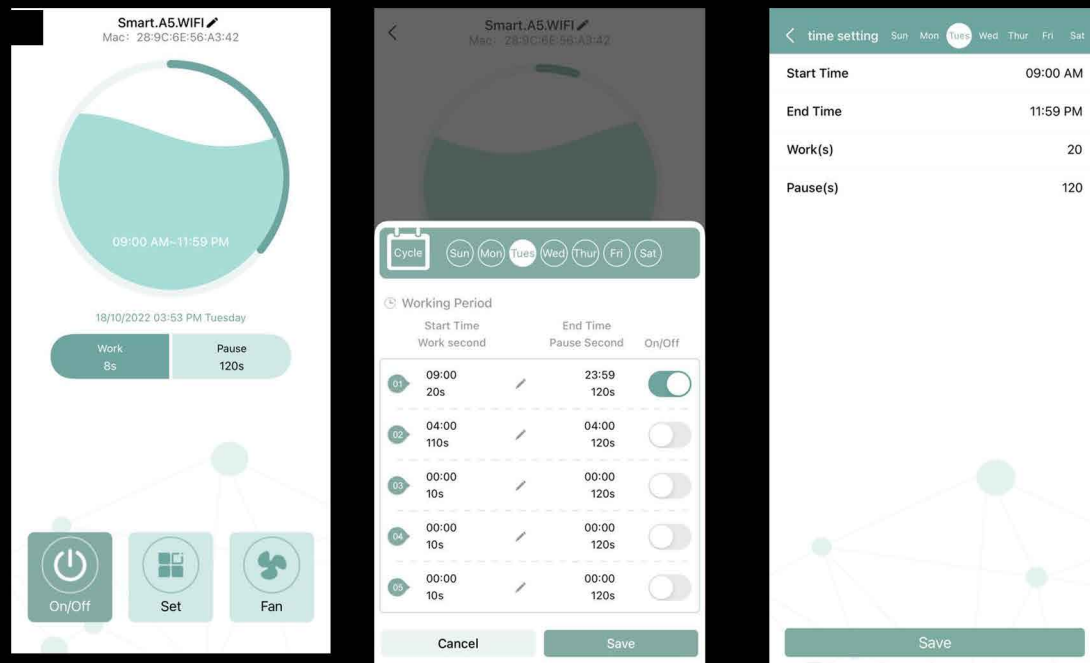 Smart.A5.WIFI
Mac: 28:9C:6E:56:A3:42
09:00 AM~11:59 PM
18/10/2022 03:53 PM Tuesday
Work Pause
8s 120s
On/Off Set Fan
Smart.A5.WIFI
Mac: 28:9C:6E:56:A3:42
Cycle Sun Mon Tues Wed Thur Fri Sat
Working Period
Start Time End Time
Work second Pause Second On/Off
01 09:00 23:59
20s 120s
02 04:00 04:00
110s 120s
03 00:00 00:00
10s 120s
04 00:00 00:00
10s 120s
05 00:00 00:00
10s 120s
Cancel Save
time setting Sun Mon Tues Wed Thur Fri Sat
Start Time 09:00 AM
End Time 11:59 PM
Work(s) 20
Pause(s) 120
Save